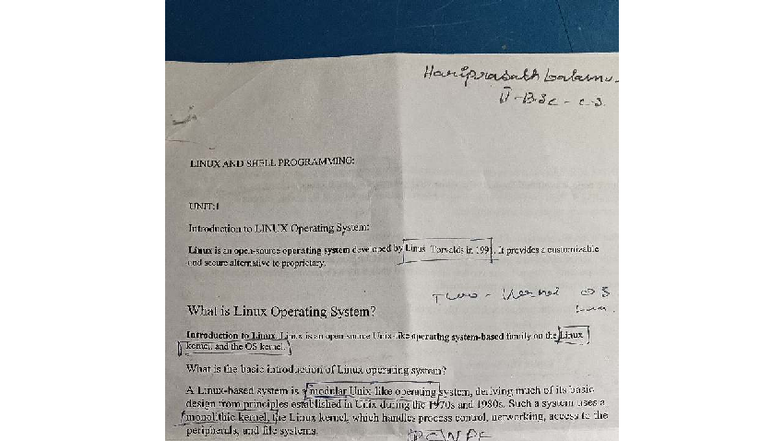 Hariprasath
II-B.Sc-C.S.
LINUX AND SHELL PROGRAMMING:
UNIT:I
Introduction to LINUX Operating System:
Linux is an open-source operating system developed by Linus Torvalds in 1991. It provides a customizable
and secure alternative to proprietary.
Two - Kernel OS
What is Linux Operating System?
Introduction to Linux. Linux is an open-source Unix-like operating system-based family on the Linux
kernel, and the OS kernel.
What is the basic introduction of Linux operating system?
A Linux-based system is a modular Unix-like operating system, deriving much of its basic
design from principles established in Unix during the 1970s and 1980s. Such a system uses a
monolithic kernel, the Linux kernel, which handles process control, networking, access to the
peripherals, and file systems.